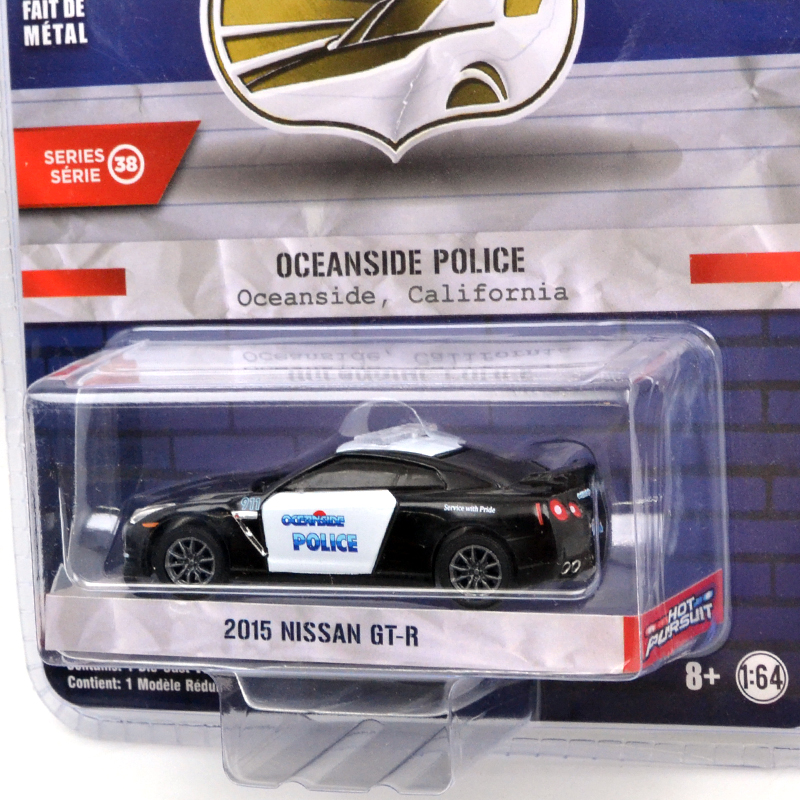 FAIT DE
MÉTAL
SERIES
SÉRIE
38
OCEANSIDE POLICE
Oceanside, California
911
OCEANSIDE
POLICE
Service with Pride
2015 NISSAN GT-R
HOT
PURSUIT
Contient: 1 Modèle
8+
1:64